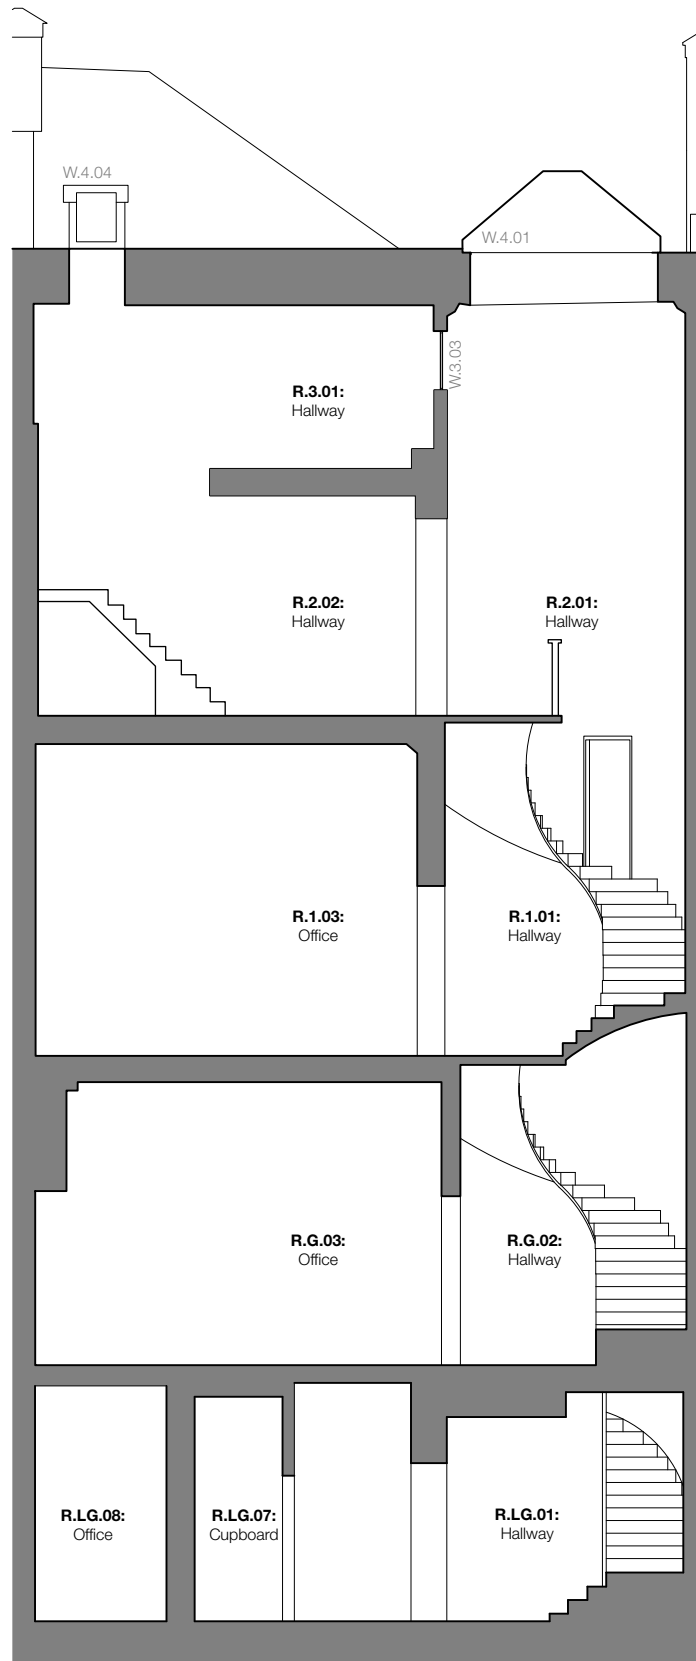 W.4.04
W.4.01
W.3.03
R.3.01:
Hallway
R.2.02:
Hallway
R.2.01:
Hallway
R.1.03:
Office
R.1.01:
Hallway
R.G.03:
Office
R.G.02:
Hallway
R.LG.08:
Office
R.LG.07:
Cupboard
R.LG.01:
Hallway